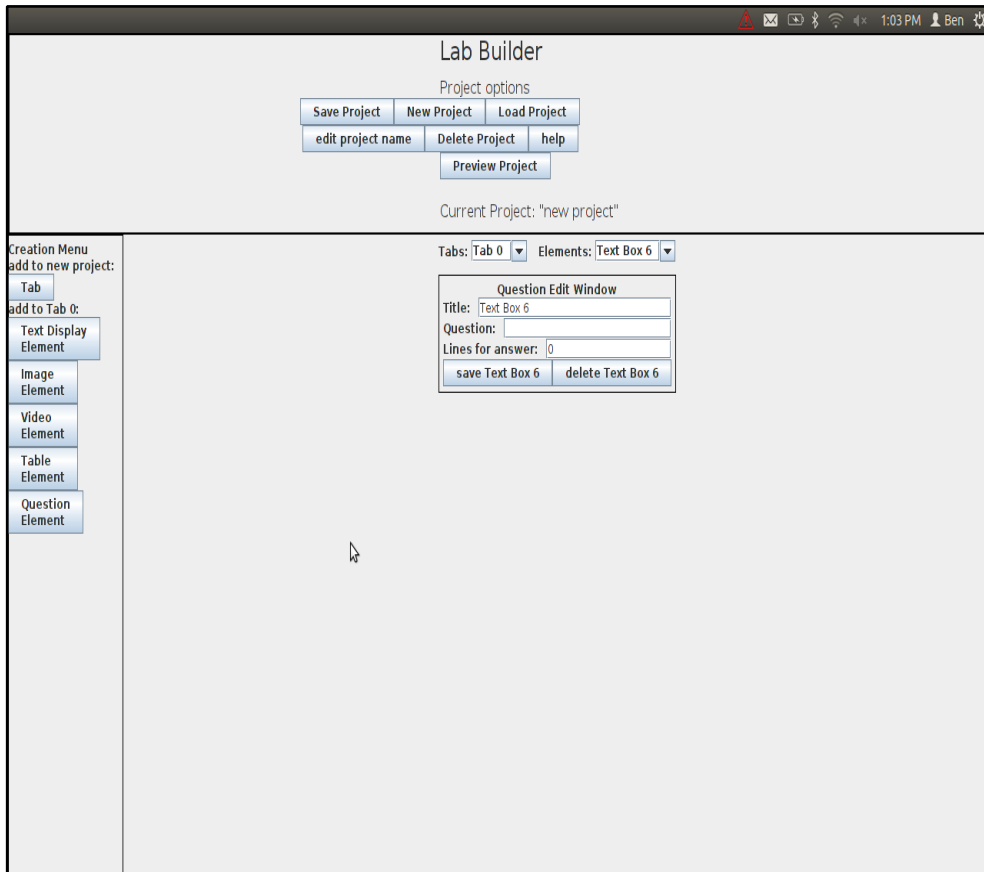 1:03 PM Ben
Lab Builder
Project options
Save Project New Project Load Project
edit project name Delete Project help
Preview Project
Current Project: "new project"
Creation Menu
add to new project:
Tab
add to Tab 0:
Text Display
Element
Image
Element
Video
Element
Table
Element
Question
Element
Tabs: Tab 0 Elements: Text Box 6
Question Edit Window
Title: Text Box 6
Question:
Lines for answer: 0
save Text Box 6 delete Text Box 6